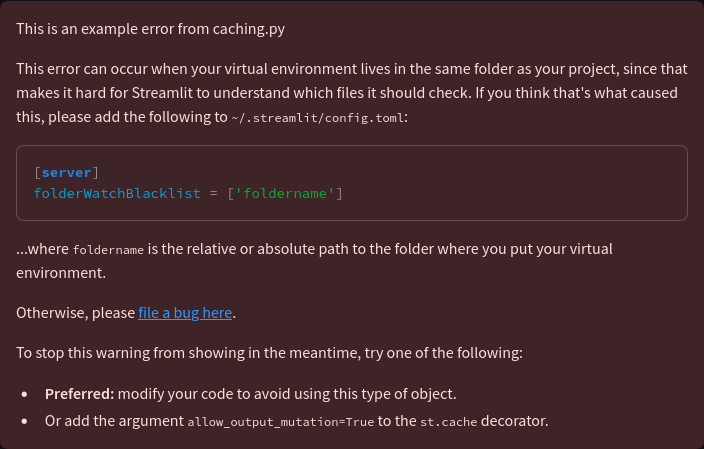 This is an example error from caching.py
This error can occur when your virtual environment lives in the same folder as your project, since that
makes it hard for Streamlit to understand which files it should check. If you think that's what caused
this, please add the following to ~/.streamlit/config.toml:
[server]
folderWatchBlacklist = ['foldername']
...where foldername is the relative or absolute path to the folder where you put your virtual
environment.
Otherwise, please file a bug here.
To stop this warning from showing in the meantime, try one of the following:
• Preferred: modify your code to avoid using this type of object.
• Or add the argument allow_output_mutation=True to the st.cache decorator.